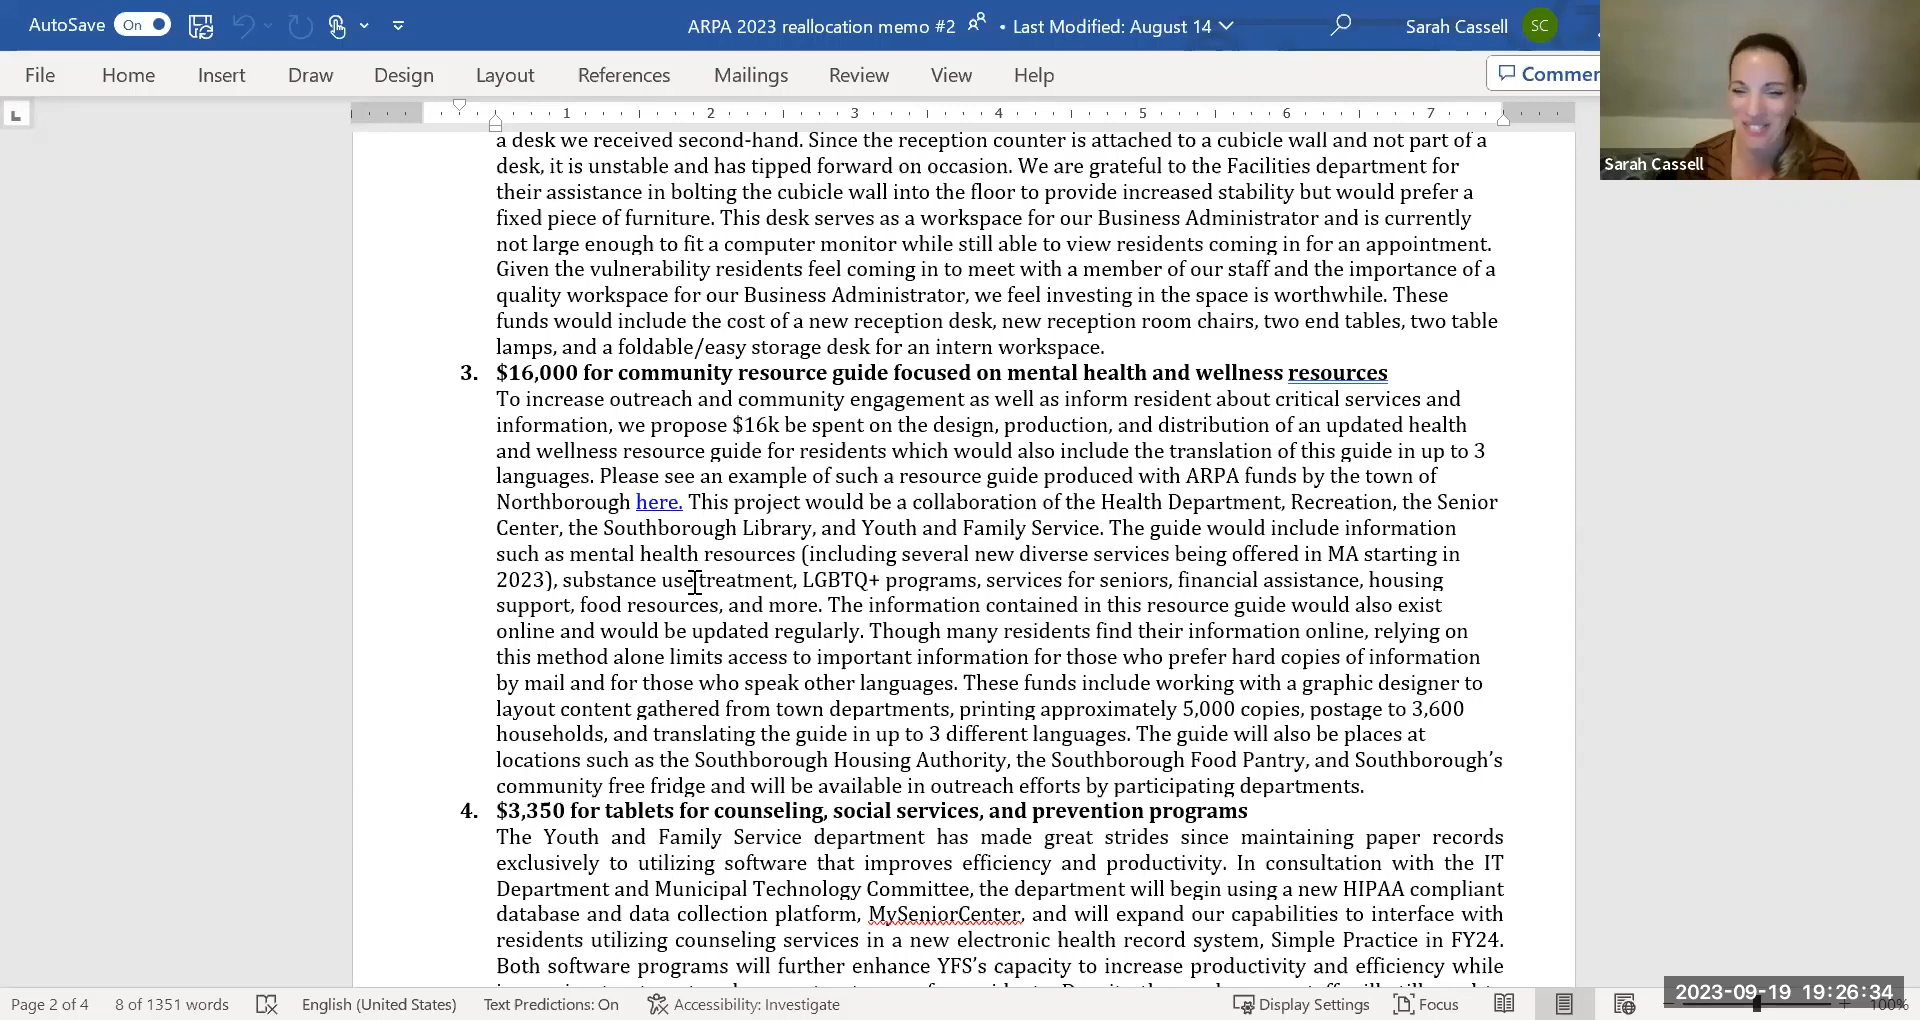 AutoSave On ARPA 2023 reallocation memo #2 • Last Modified: August 14 Sarah Cassell SC
File Home Insert Draw Design Layout References Mailings Review View Help Commen
1 2 3 4 5 6 7
a desk we received second-hand. Since the reception counter is attached to a cubicle wall and not part of a
desk, it is unstable and has tipped forward on occasion. We are grateful to the Facilities department for
their assistance in bolting the cubicle wall into the floor to provide increased stability but would prefer a
fixed piece of furniture. This desk serves as a workspace for our Business Administrator and is currently
not large enough to fit a computer monitor while still able to view residents coming in for an appointment.
Given the vulnerability residents feel coming in to meet with a member of our staff and the importance of a
quality workspace for our Business Administrator, we feel investing in the space is worthwhile. These
funds would include the cost of a new reception desk, new reception room chairs, two end tables, two table
lamps, and a foldable/easy storage desk for an intern workspace.
3. $16,000 for community resource guide focused on mental health and wellness resources
To increase outreach and community engagement as well as inform resident about critical services and
information, we propose $16k be spent on the design, production, and distribution of an updated health
and wellness resource guide for residents which would also include the translation of this guide in up to 3
languages. Please see an example of such a resource guide produced with ARPA funds by the town of
Northborough here. This project would be a collaboration of the Health Department, Recreation, the Senior
Center, the Southborough Library, and Youth and Family Service. The guide would include information
such as mental health resources (including several new diverse services being offered in MA starting in
2023), substance use treatment, LGBTQ+ programs, services for seniors, financial assistance, housing
support, food resources, and more. The information contained in this resource guide would also exist
online and would be updated regularly. Though many residents find their information online, relying on
this method alone limits access to important information for those who prefer hard copies of information
by mail and for those who speak other languages. These funds include working with a graphic designer to
layout content gathered from town departments, printing approximately 5,000 copies, postage to 3,600
households, and translating the guide in up to 3 different languages. The guide will also be places at
locations such as the Southborough Housing Authority, the Southborough Food Pantry, and Southborough's
community free fridge and will be available in outreach efforts by participating departments.
4. $3,350 for tablets for counseling, social services, and prevention programs
The Youth and Family Service department has made great strides since maintaining paper records
exclusively to utilizing software that improves efficiency and productivity. In consultation with the IT
Department and Municipal Technology Committee, the department will begin using a new HIPAA compliant
database and data collection platform, MySeniorCenter, and will expand our capabilities to interface with
residents utilizing counseling services in a new electronic health record system, Simple Practice in FY24.
Both software programs will further enhance YFS's capacity to increase productivity and efficiency while
Sarah Cassell
Page 2 of 4 8 of 1351 words English (United States) Text Predictions: On Accessibility: Investigate Display Settings Focus 100%
2023-09-19 19:26:34